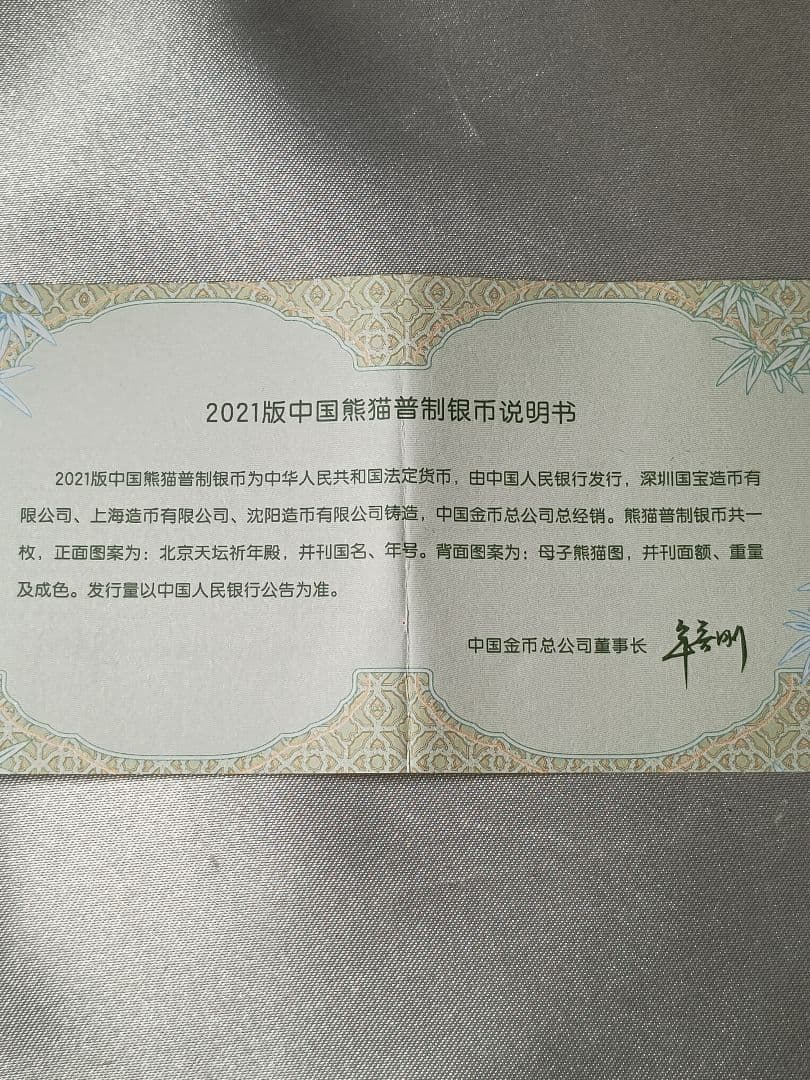 2021版中国熊猫普制银币说明书
2021版中国熊猫普制银币为中华人民共和国法定货币，由中国人民银行发行，深圳国宝造币有
限公司、上海造币有限公司、沈阳造币有限公司铸造，中国金币总公司总经销。熊猫普制银币共一
枚，正面图案为：北京天坛祈年殿，并刊国名、年号。背面图案为：母子熊猫图，并刊面额、重量
及成色。发行量以中国人民银行公告为准。
中国金币总公司董事长